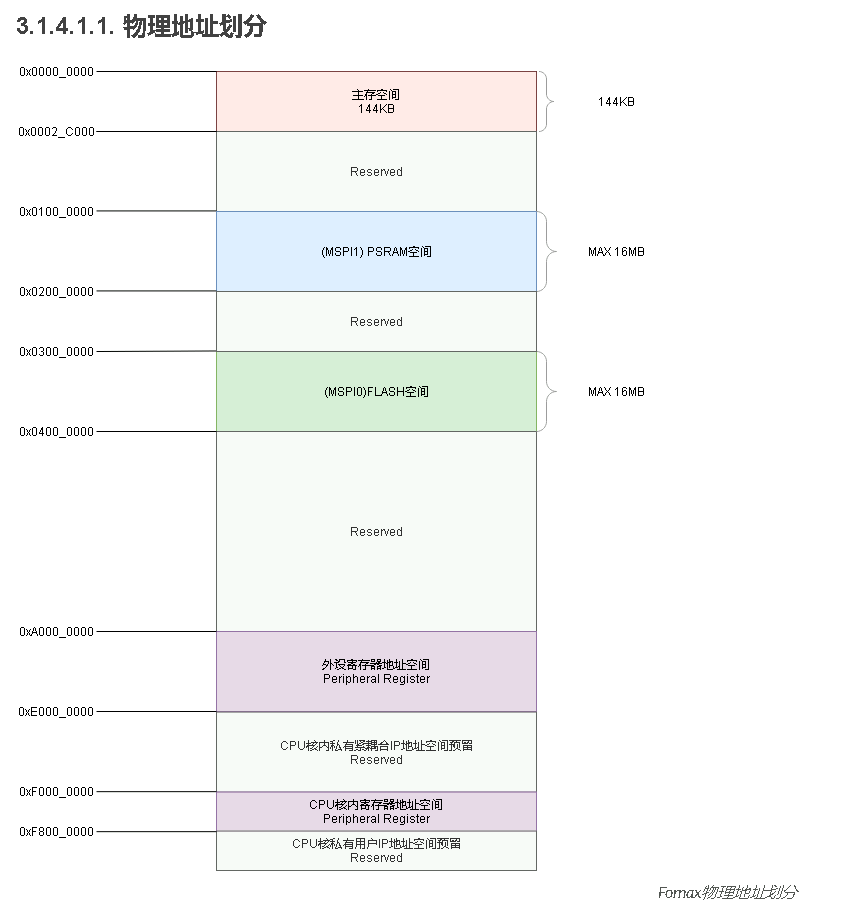 3.1.4.1.1. 物理地址划分
0x0000_0000
主存空间
144KB
144KB
0x0002_C000
Reserved
0x0100_0000
(MSPI1) PSRAM空间
MAX 16MB
0x0200_0000
Reserved
0x0300_0000
(MSPI0)FLASH空间
MAX 16MB
0x0400_0000
Reserved
0xA000_0000
外设寄存器地址空间
Peripheral Register
0xE000_0000
CPU核内私有紧耦合IP地址空间预留
Reserved
0xF000_0000
CPU核内寄存器地址空间
Peripheral Register
0xF800_0000
CPU核私有用户IP地址空间预留
Reserved
Fornax物理地址划分